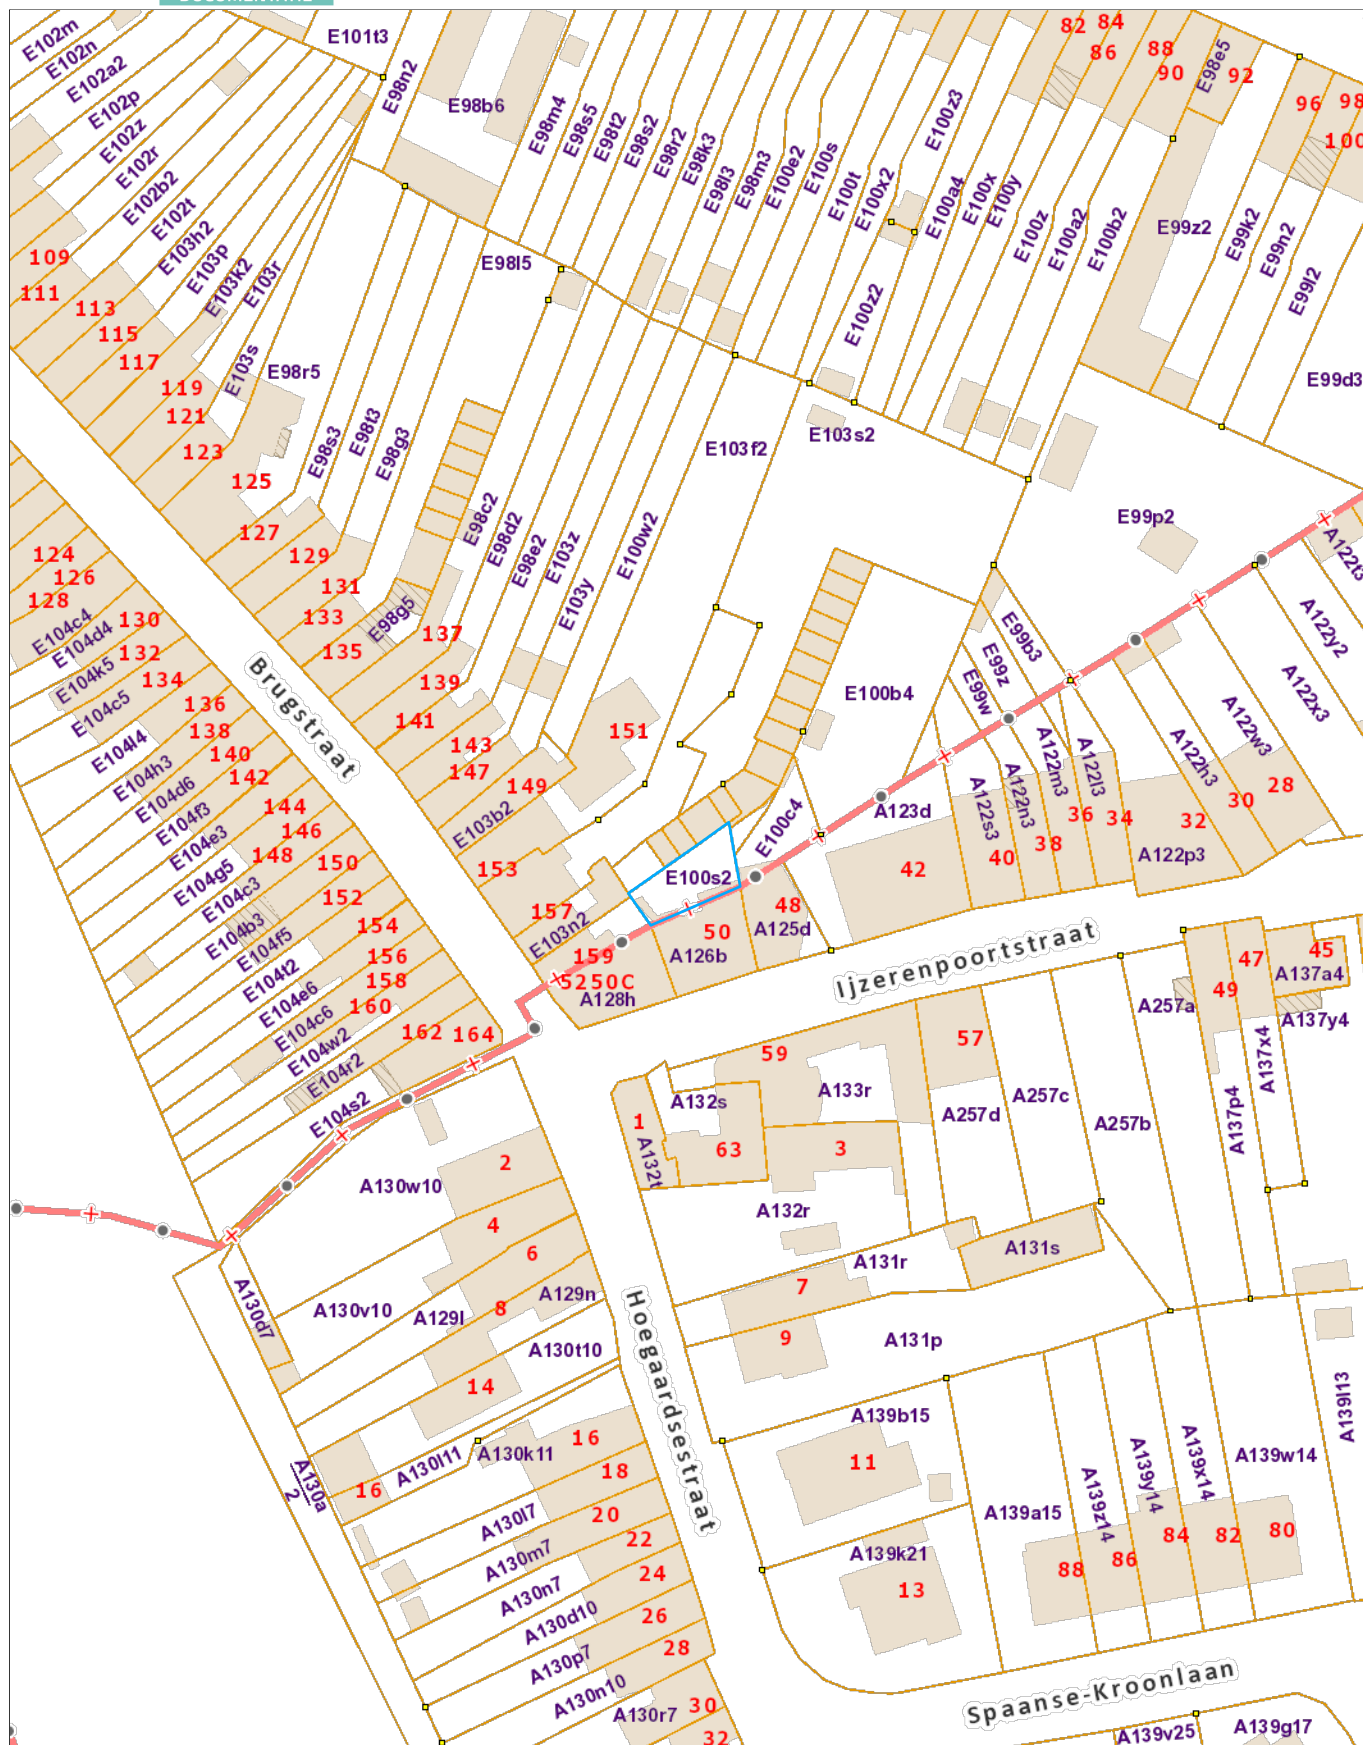 E102m
E102n
E102a2
E102p
E102z
E102r
E102b2
E102t
E103h2
E103p
E103k2
E103r
E103s
E101t3
E98n2
E98b6
E98m4
E98s5
E98t2
E98s2
E98r2
E98k3
E98l3
E98m3
E100e2
E100s
E100t
E100x2
E100z3
E100a4
E100x
E100y
E100z
E100a2
E100b2
82
84
86
88
90
E98e5
92
96
98
100
E99z2
E99k2
E99n2
E99l2
E99d3
E98l5
E100z2
109
111
113
115
117
119
121
123
125
127
129
131
133
135
137
139
141
143
147
149
151
153
157
159
5250C
E98r5
E98s3
E98t3
E98g3
E98g5
E98c2
E98d2
E98e2
E103z
E103y
E100w2
E103f2
E103s2
E99p2
E100b4
E99b3
E99z
E99w
A122t3
A122y2
A122x3
A122w3
A122h3
A122l3
A122m3
A122n3
A122s3
A123d
E100c4
E100s2
E103b2
E103n2
A128h
A126b
50
48
A125d
42
40
38
36
34
32
30
28
A122p3
124
126
128
E104c4
E104d4
130
E104k5
132
E104c5
134
136
E104l4
138
E104h3
140
E104d6
142
E104f3
144
E104e3
146
148
E104g5
150
E104c3
152
E104b3
154
E104f5
156
E104t2
158
E104e6
160
E104c6
162
164
E104w2
E104r2
E104s2
Brugstraat
Ijzerenpoortstraat
A257a
49
47
45
A137a4
A137y4
A137x4
A137p4
59
57
A133r
A132s
1
A132t
63
3
A257d
A257c
A257b
A132r
A131r
A131s
7
9
A131p
A130w10
2
4
6
8
A130v10
A129l
A129n
A130d7
A130t10
14
Hoegaardsestraat
A130a
2
16
A130l11
A130k11
16
18
A130l7
20
A130m7
22
A130n7
24
A130d10
26
A130p7
28
A130n10
A130r7
30
32
A139b15
11
A139k21
13
A139a15
A139z14
A139y14
A139x14
A139w14
A139l13
88
86
84
82
80
Spaanse-Kroonlaan
A139v25
A139g17